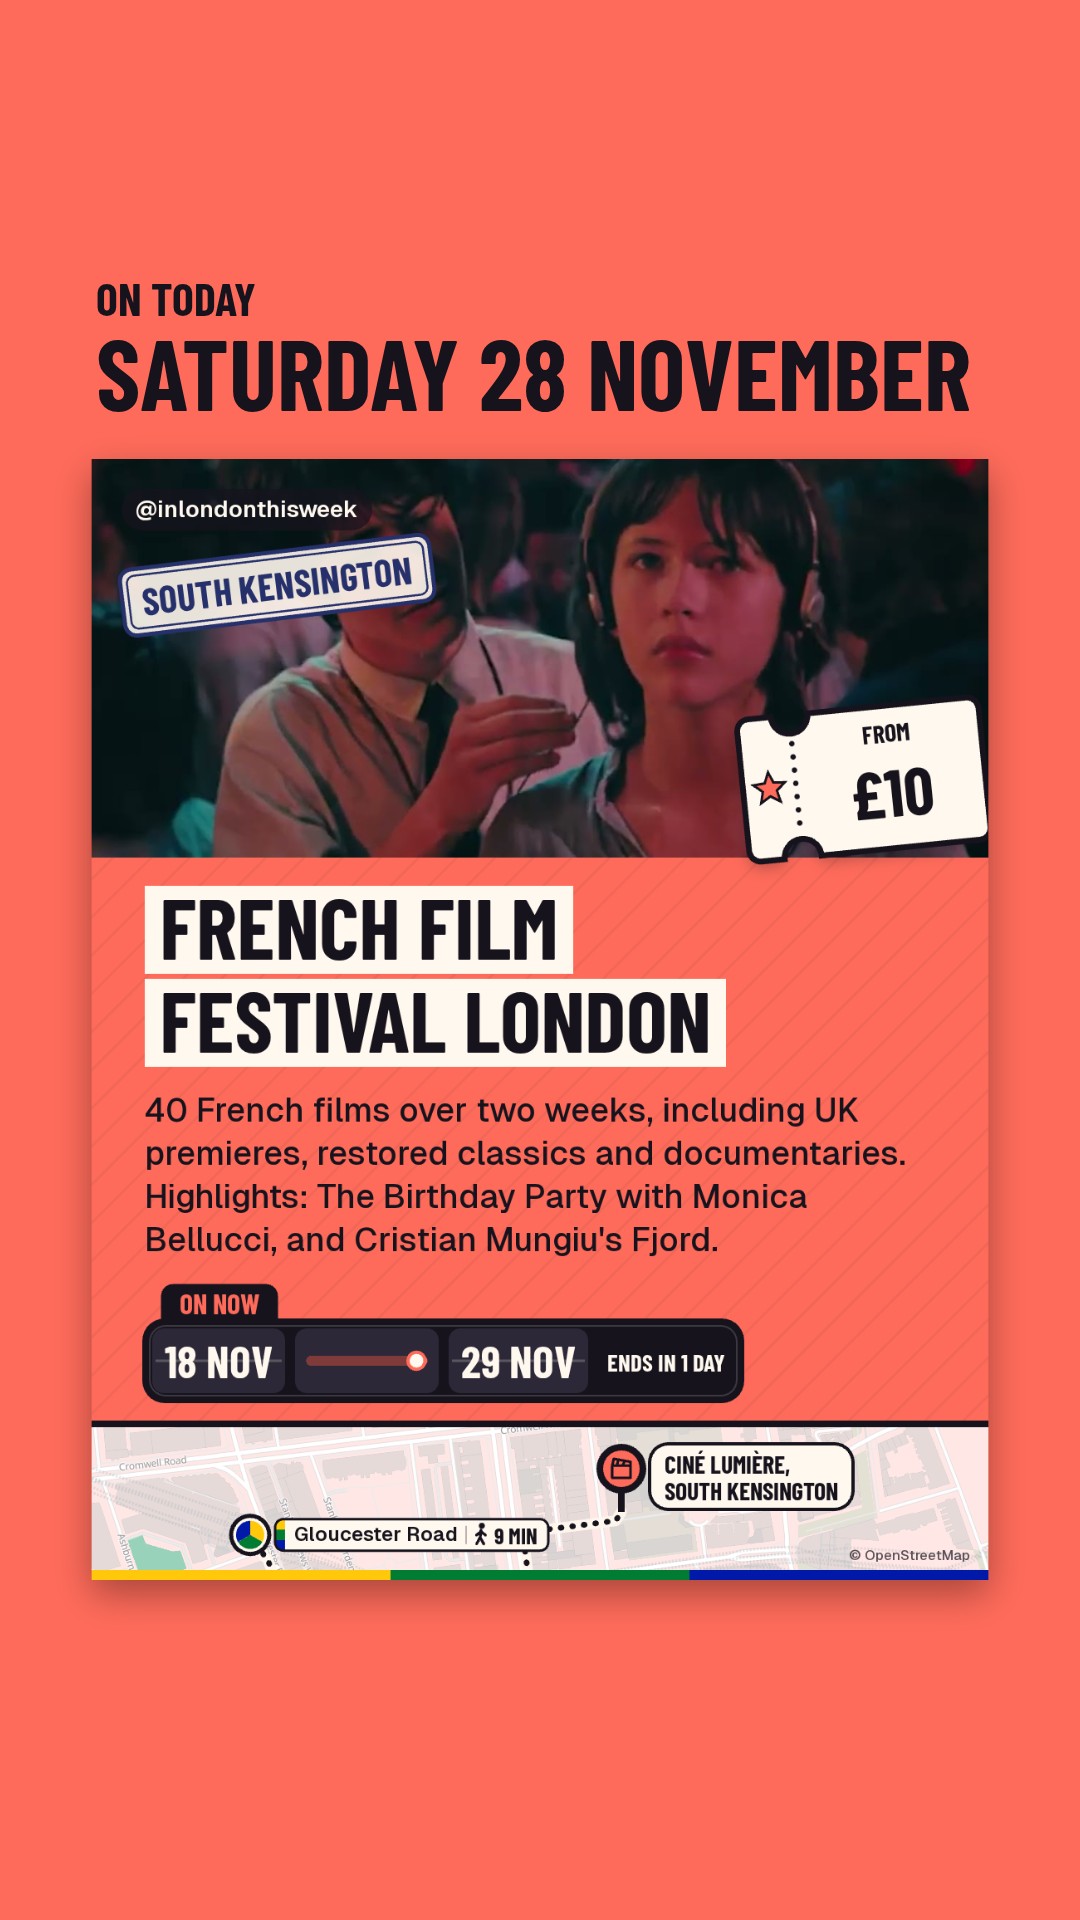 ON TODAY
SATURDAY 28 NOVEMBER
@inlondonthisweek
SOUTH KENSINGTON
FROM
£10
FRENCH FILM
FESTIVAL LONDON
40 French films over two weeks, including UK
premieres, restored classics and documentaries.
Highlights: The Birthday Party with Monica
Bellucci, and Cristian Mungiu's Fjord.
ON NOW
18 NOV
29 NOV
ENDS IN 1 DAY
Cromwell Road
CINÉ LUMIÈRE,
SOUTH KENSINGTON
Gloucester Road
9 MIN
© OpenStreetMap